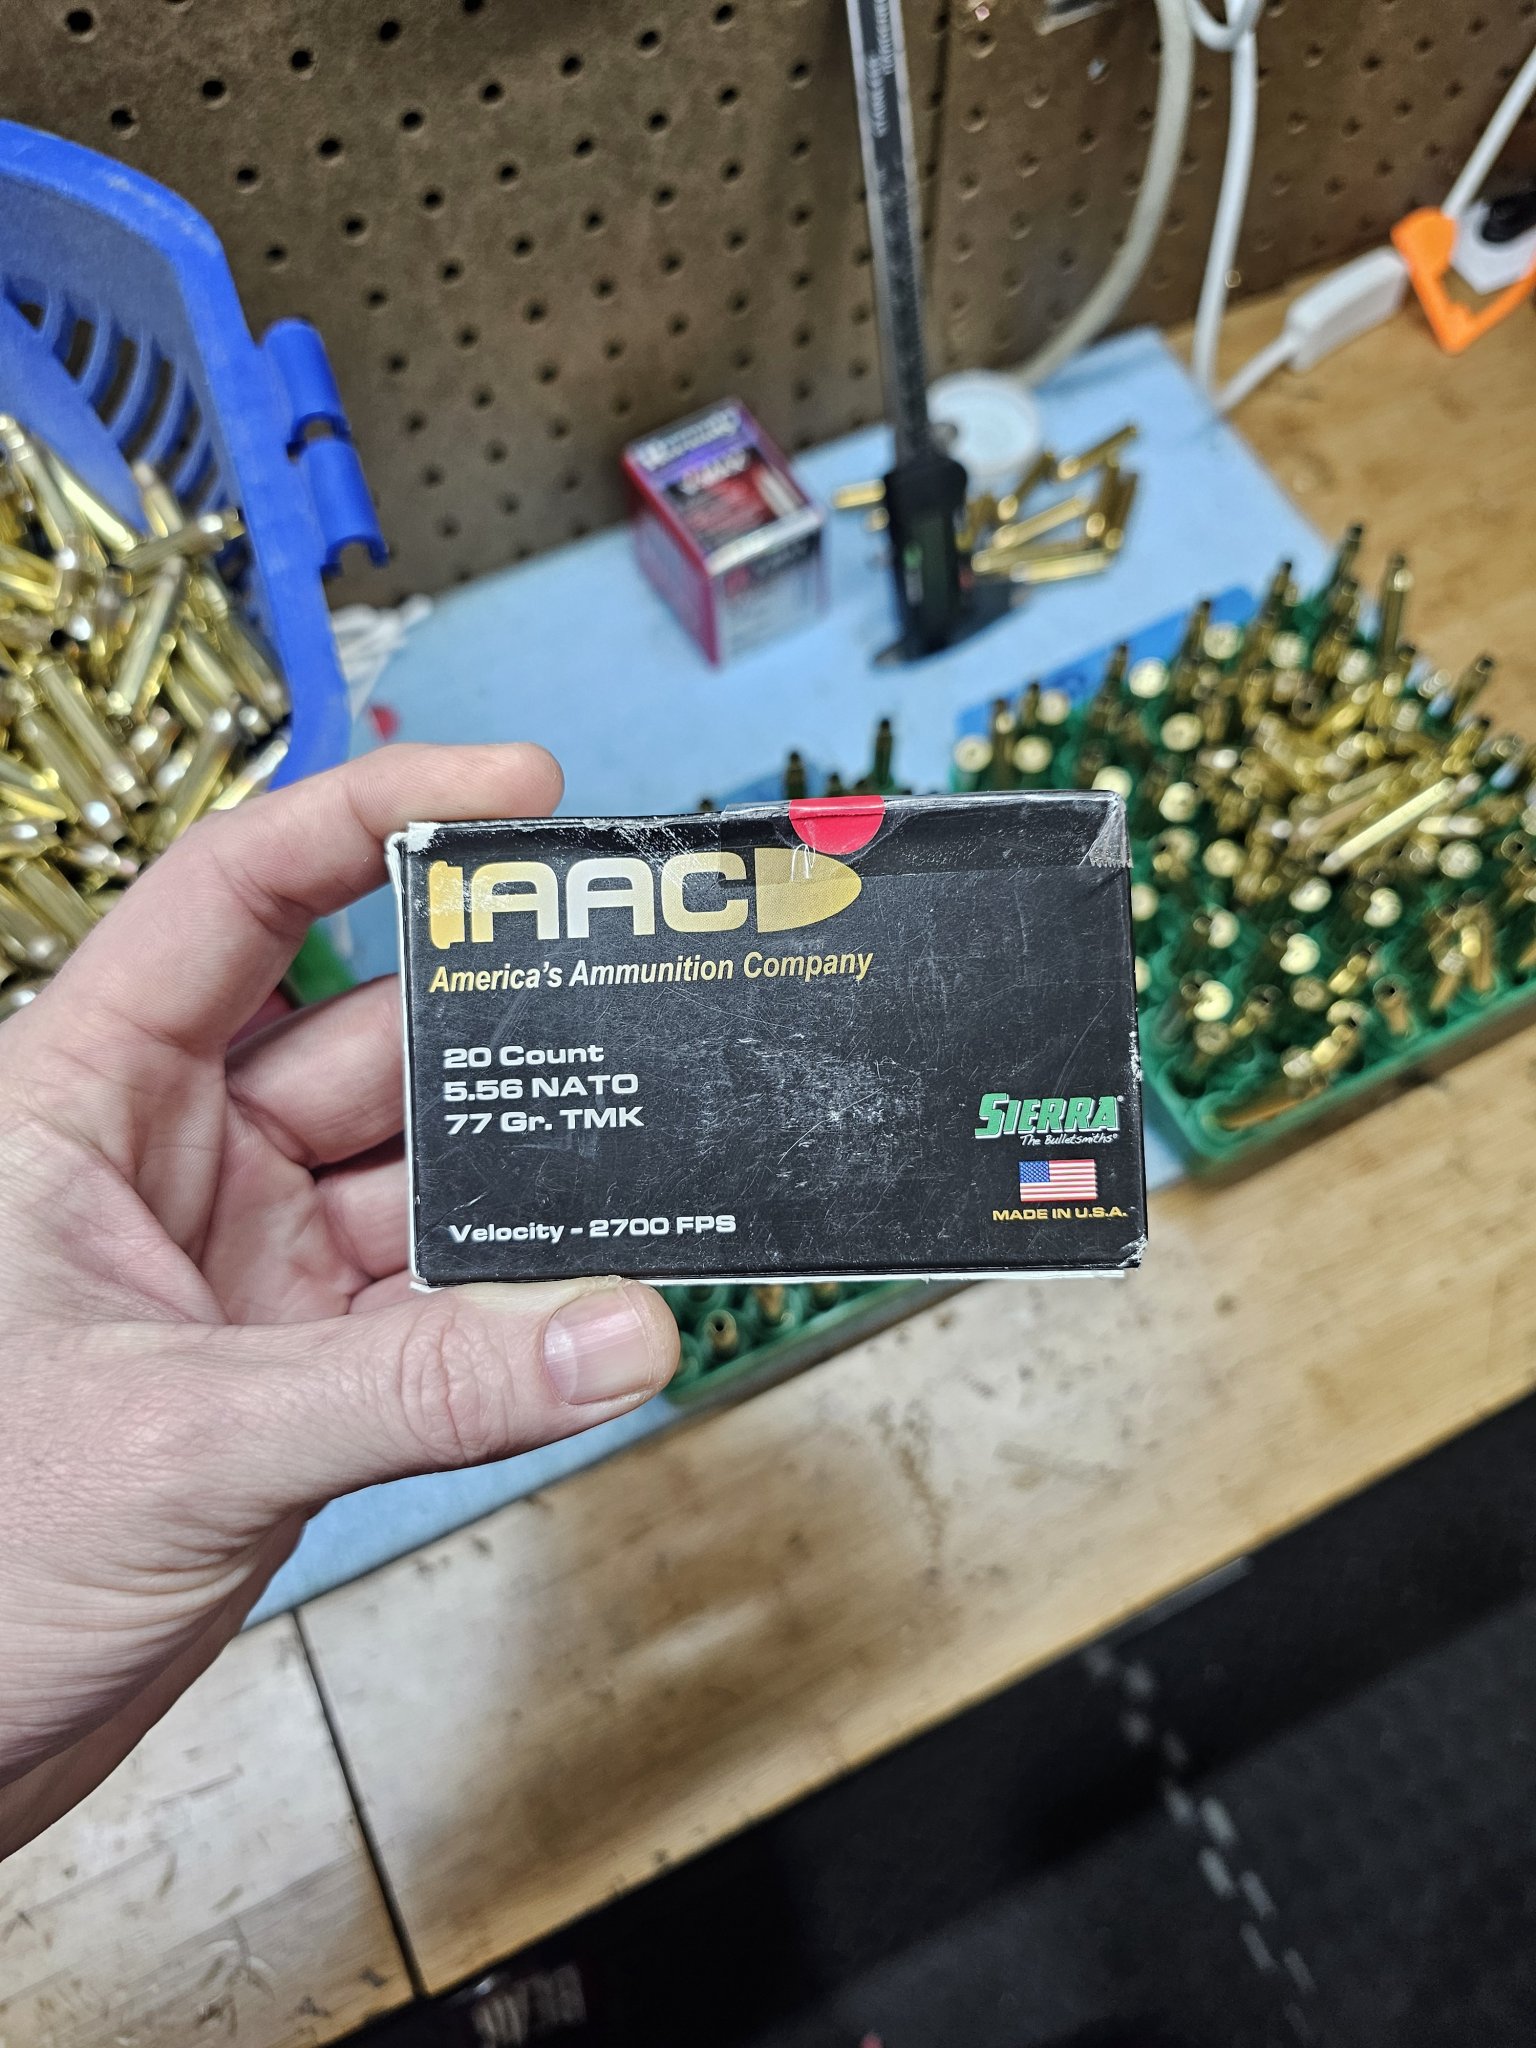 AAC
America's Ammunition Company
20 Count
5.56 NATO
77 Gr. TMK
SIERRA®
The Bulletsmiths®
MADE IN U.S.A.
Velocity - 2700 FPS